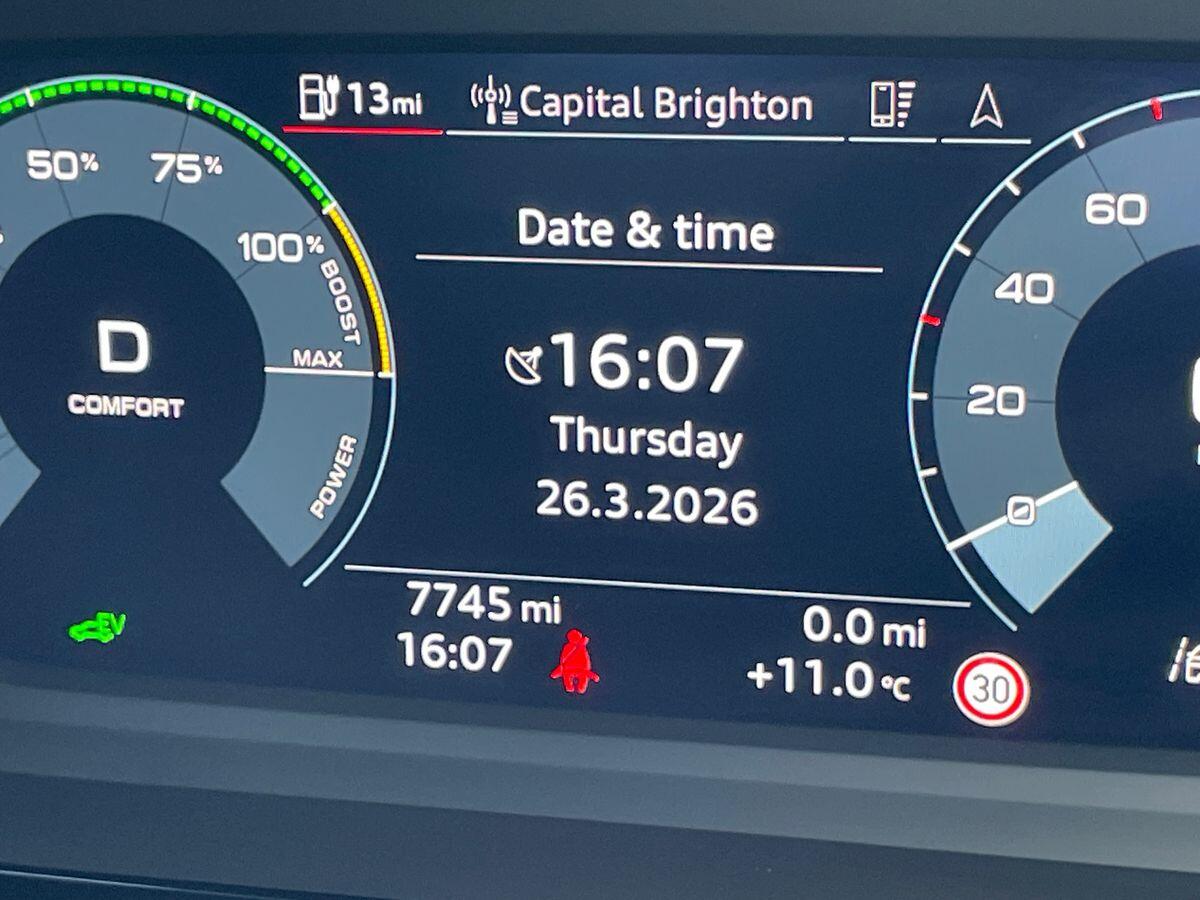 13mi
Capital Brighton
50%
75%
100%
BOOST
MAX
POWER
D
COMFORT
Date & time
16:07
Thursday
26.3.2026
60
40
20
0
EV
7745 mi
16:07
0.0 mi
+11.0 °C
30